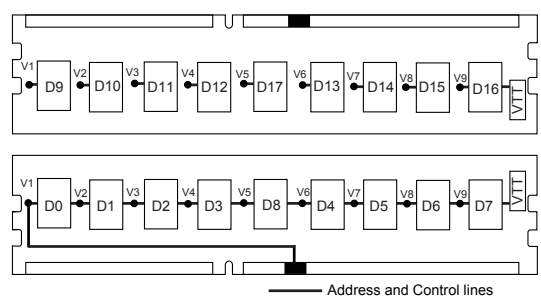 V1 V2 V3 V4 V5 V6 V7 V8 V9
D9 D10 D11 D12 D17 D13 D14 D15 D16 VTT
V1 V2 V3 V4 V5 V6 V7 V8 V9 VTT
D0 D1 D2 D3 D8 D4 D5 D6 D7
Address and Control lines